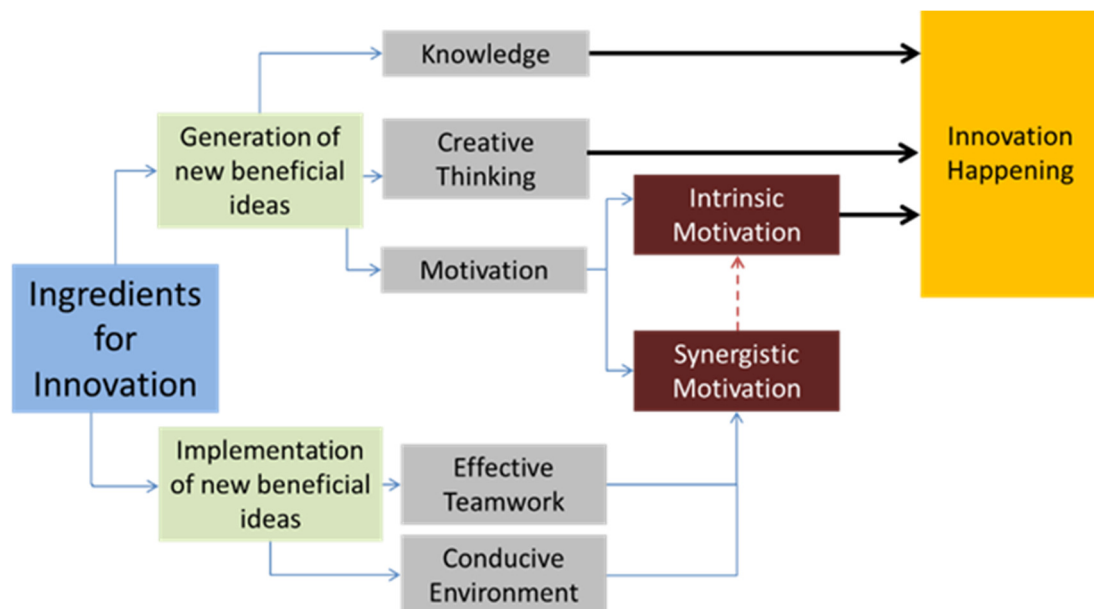 Knowledge
Generation of
new beneficial
ideas
Creative
Thinking
Innovation
Happening
Intrinsic
Motivation
Motivation
Ingredients
for
Innovation
Synergistic
Motivation
Implementation
of new beneficial
ideas
Effective
Teamwork
Conducive
Environment